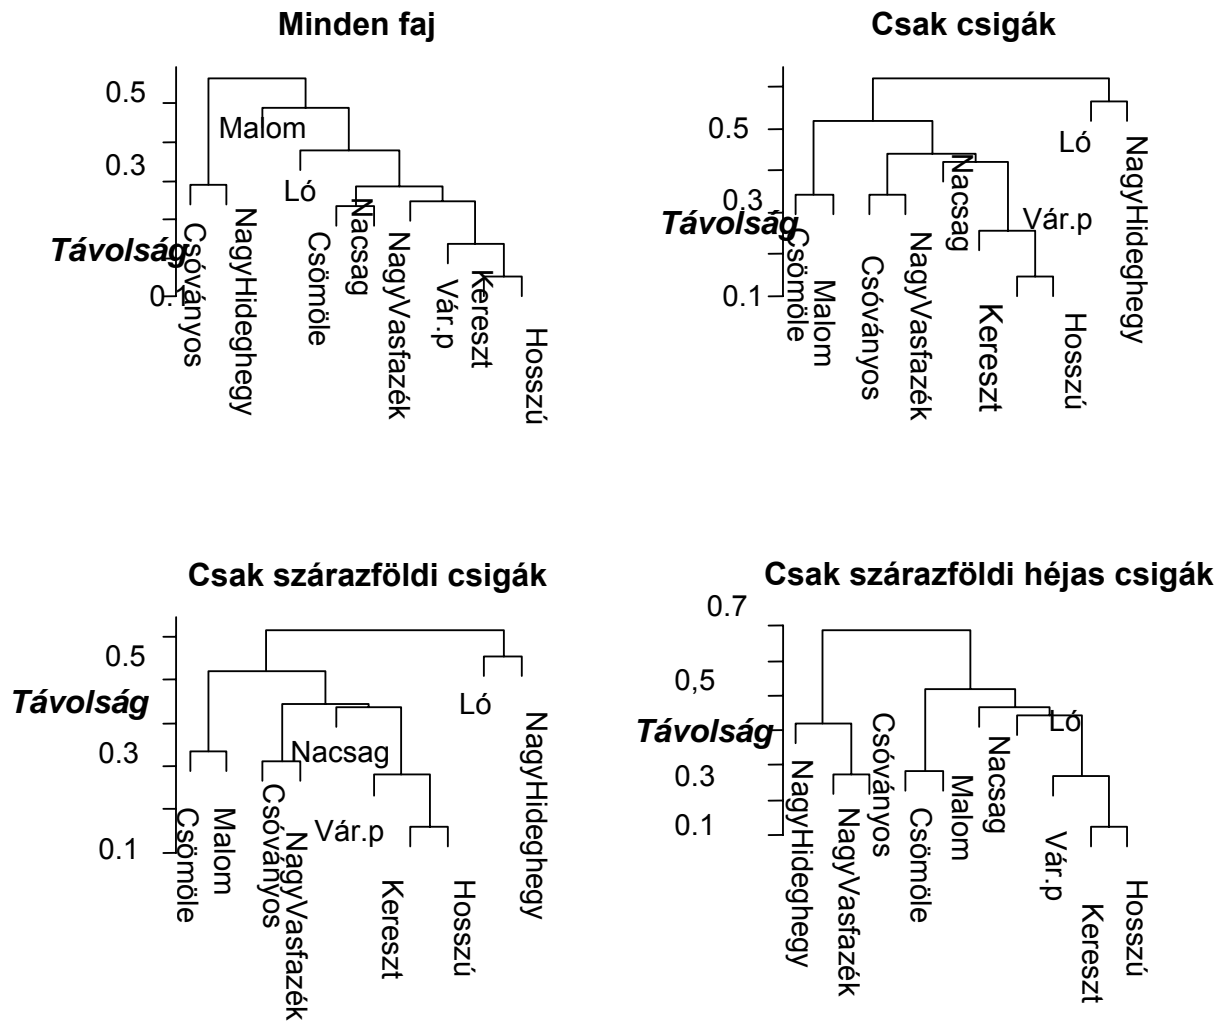 Minden faj
0.5
0.3
0.1
Távolság
Csóványos
NagyHideghegy
Malom
Ló
Csömöle
Nacsag
NagyVasfazék
Vár.p
Kereszt
Hosszú
Csak csigák
0.5
0.3
0.1
Távolság
Csömöle
Malom
Csóványos
NagyVasfazék
Nacsag
Kereszt
Vár.p
Hosszú
Ló
NagyHideghegy
Csak szárazföldi csigák
0.5
0.3
0.1
Távolság
Csömöle
Malom
Csóványos
NagyVasfazék
Nacsag
Vár.p
Kereszt
Hosszú
Ló
NagyHideghegy
Csak szárazföldi héjas csigák
0.7
0,5
0.3
0.1
Távolság
NagyHideghegy
NagyVasfazék
Csóványos
Csömöle
Malom
Nacsag
Ló
Vár.p
Kereszt
Hosszú